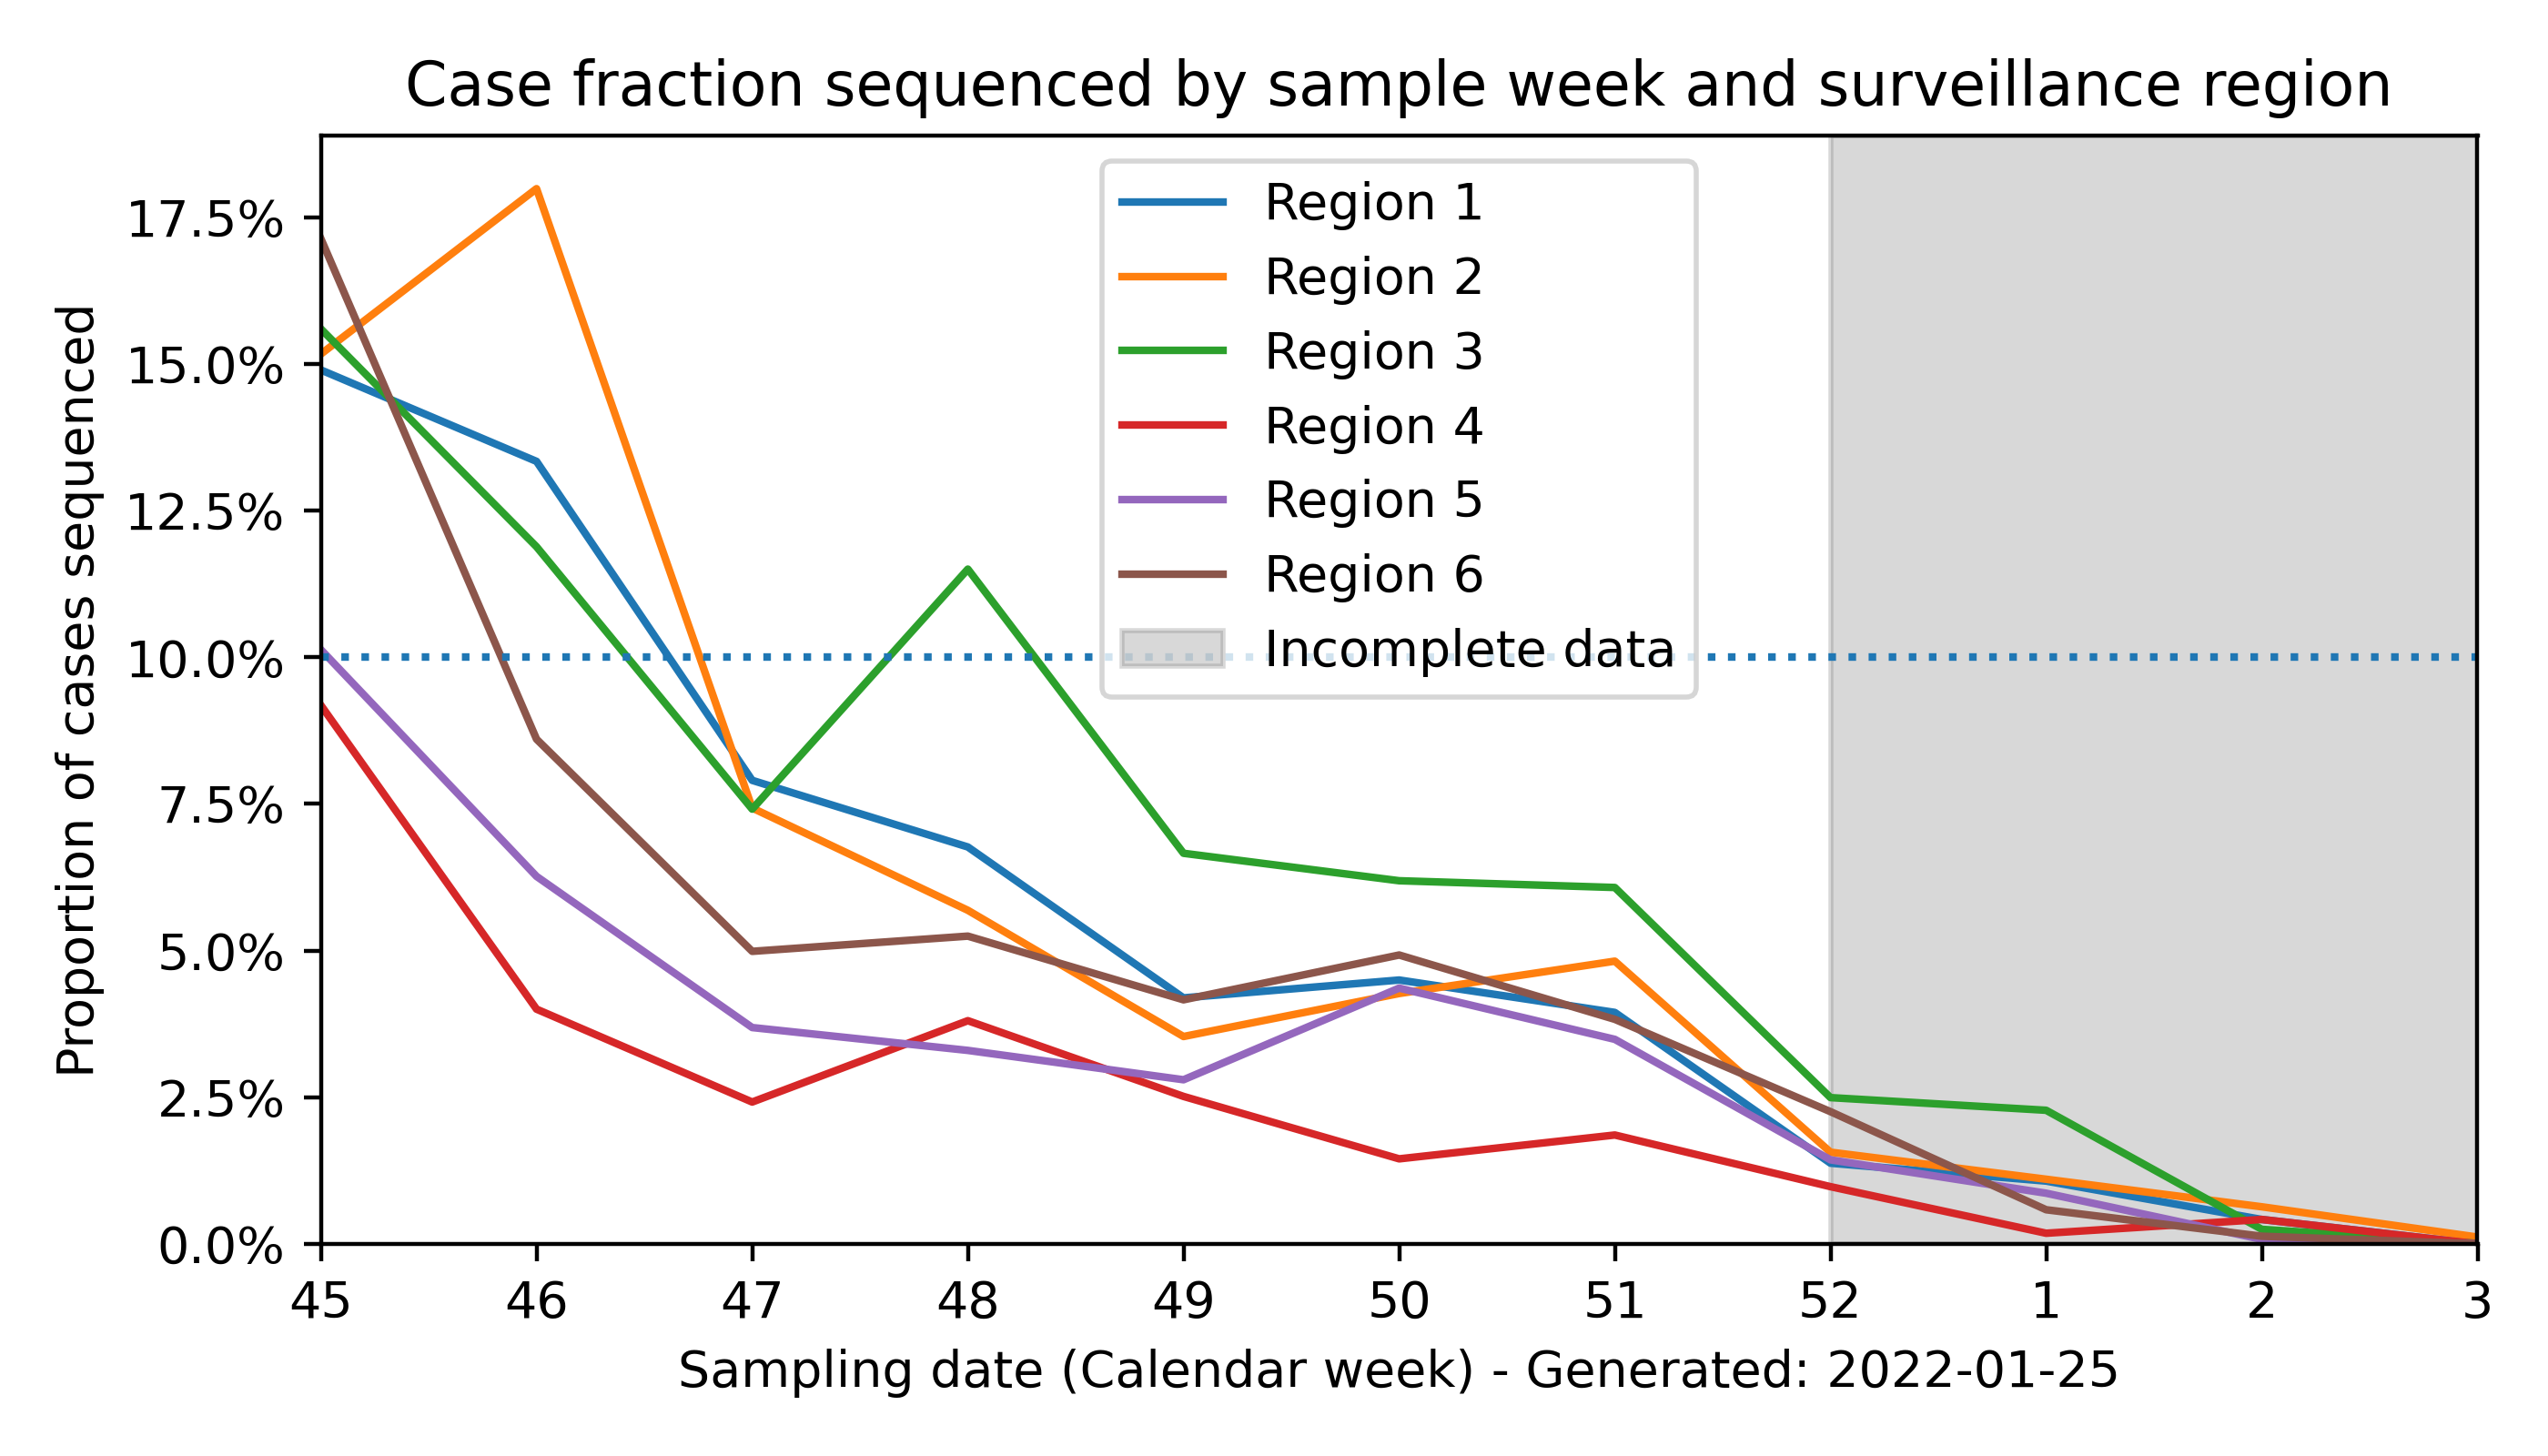 Case fraction sequenced by sample week and surveillance region
Proportion of cases sequenced
17.5%
15.0%
12.5%
10.0%
7.5%
5.0%
2.5%
0.0%
Region 1
Region 2
Region 3
Region 4
Region 5
Region 6
Incomplete data
45 46 47 48 49 50 51 52 1 2 3
Sampling date (Calendar week) - Generated: 2022-01-25